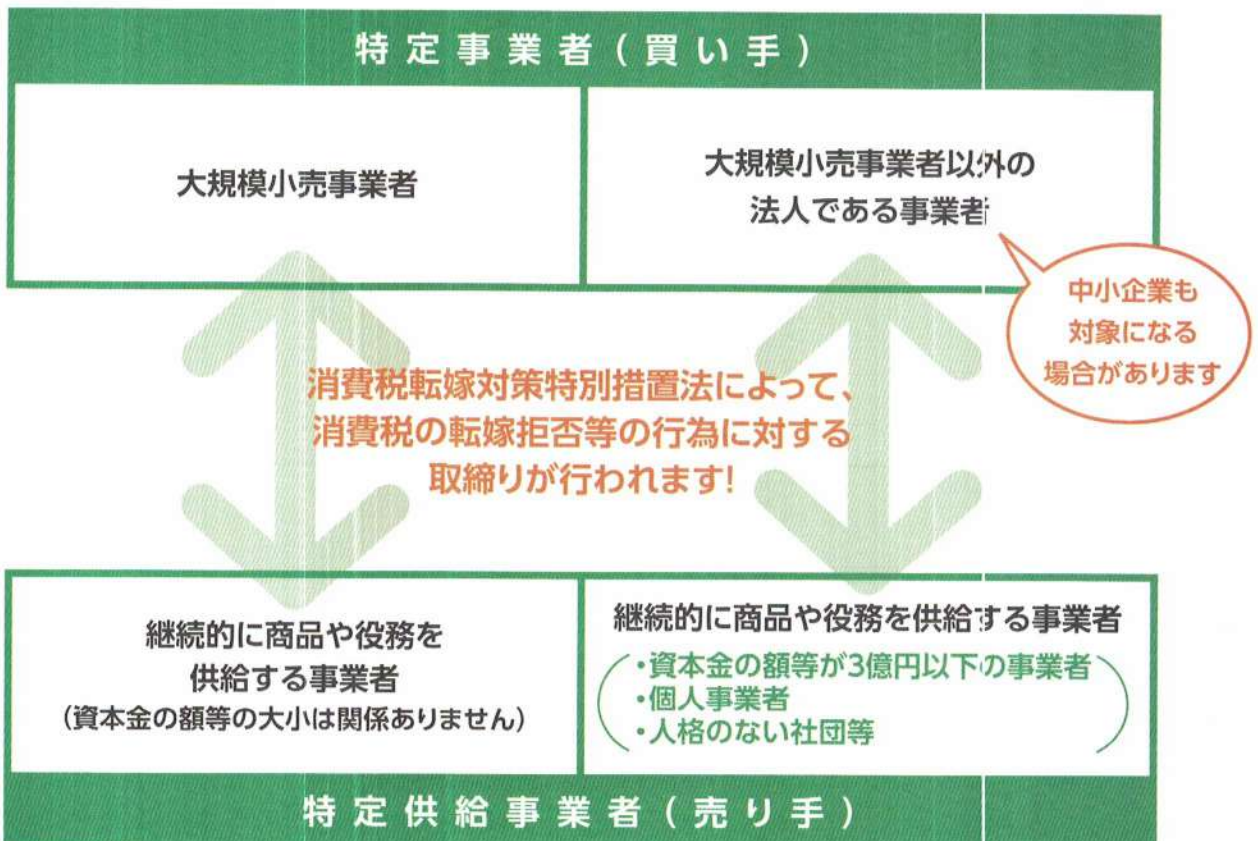 特定事業者(買い手)
大規模小売事業者
大規模小売事業者以外の
法人である事業者
中小企業も
対象になる
場合があります
消費税転嫁対策特別措置法によって、
消費税の転嫁拒否等の行為に対する
取締りが行われます!
継続的に商品や役務を
供給する事業者
(資本金の額等の大小は関係ありません)
継続的に商品や役務を供給する事業者
・資本金の額等が3億円以下の事業者
・個人事業者
・人格のない社団等
特定供給事業者(売り手)